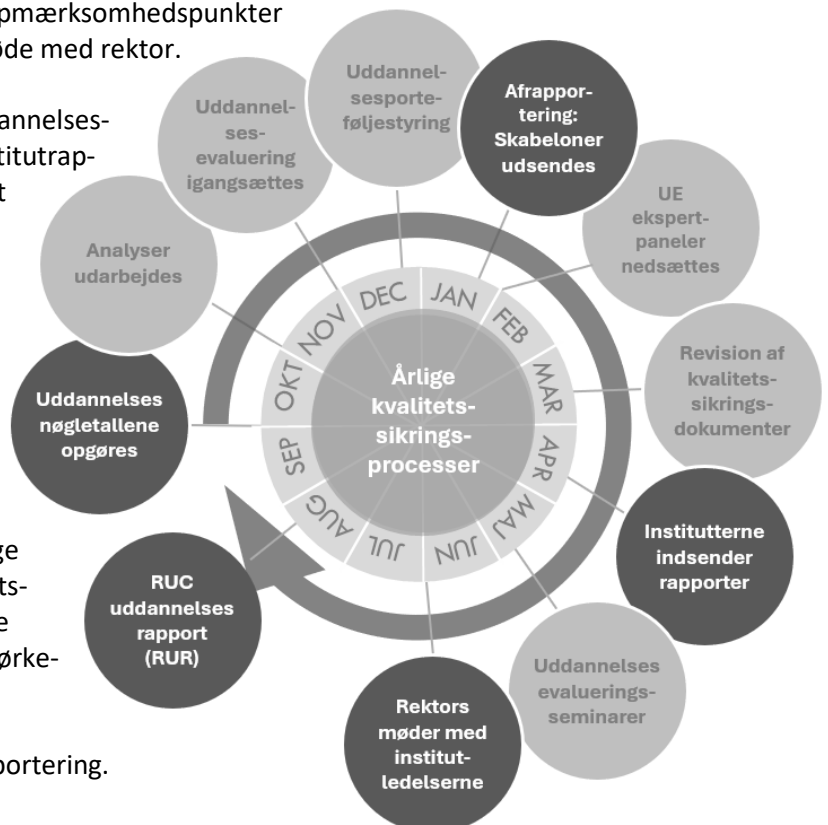 pmærksomhedspunkter
øde med rektor.
annelses-
titutrap-
t
ge
ts-
e
ørke-
portering.
Uddannel-
sesporte-
føljestyring
Afrappor-
tering:
Skabeloner
udsendes
UE
ekspert-
paneler
nedsættes
Revision af
kvalitets-
sikrings-
dokumenter
Institutterne
indsender
rapporter
Uddannelses
evaluerings-
seminarer
Rektors
møder med
institut-
ledelserne
RUC
uddannelses
rapport
(RUR)
Uddannelses
nøgletallene
opgøres
Analyser
udarbejdes
Uddannel-
ses-
evaluering
igangsættes
JAN
FEB
MAR
APR
MAJ
JUN
JUL
AUG
SEP
OKT
NOV
DEC
Årlige
kvalitets-
sikrings-
processer